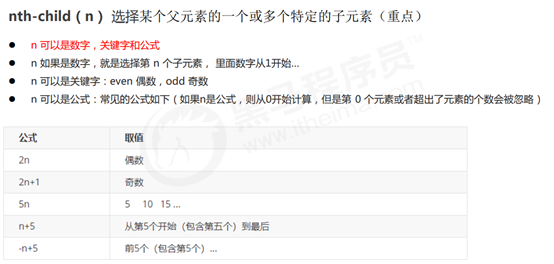 nth-child（n）选择某个父元素的一个或多个特定的子元素（重点）
n 可以是数字，关键字和公式
n 如果是数字，就是选择第 n 个子元素， 里面数字从1开始...
n 可以是关键字：even 偶数，odd 奇数
n 可以是公式：常见的公式如下（如果n是公式，则从0开始计算，但是第 0 个元素或者超出了元素的个数会被忽略）
公式 取值
2n 偶数
2n+1 奇数
5n 5 10 15 ...
n+5 从第5个开始（包含第五个）到最后
-n+5 前5个（包含第5个）...
黑马程序员
www.itheima.com